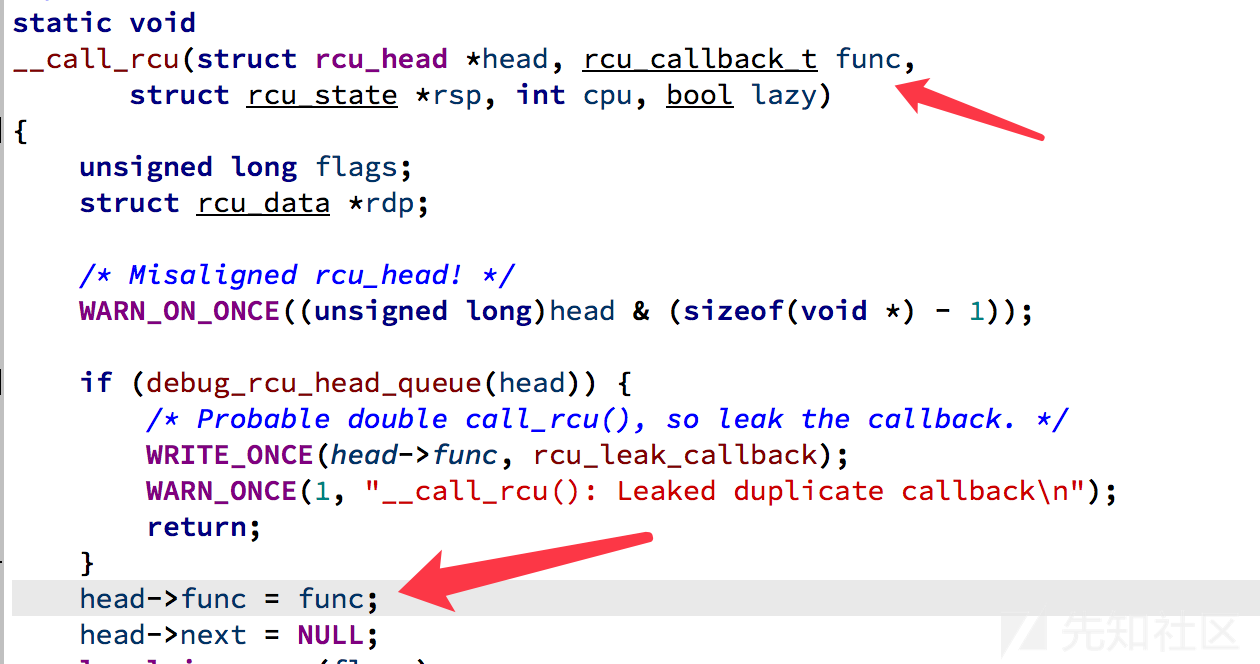 static void
__call_rcu(struct rcu_head *head, rcu_callback_t func,
struct rcu_state *rsp, int cpu, bool lazy)
{
unsigned long flags;
struct rcu_data *rdp;
/* Misaligned rcu_head! */
WARN_ON_ONCE((unsigned long)head & (sizeof(void *) - 1));
if (debug_rcu_head_queue(head)) {
/* Probable double call_rcu(), so leak the callback. */
WRITE_ONCE(head->func, rcu_leak_callback);
WARN_ONCE(1, "__call_rcu(): Leaked duplicate callback\n");
return;
}
head->func = func;
head->next = NULL;
先知社区